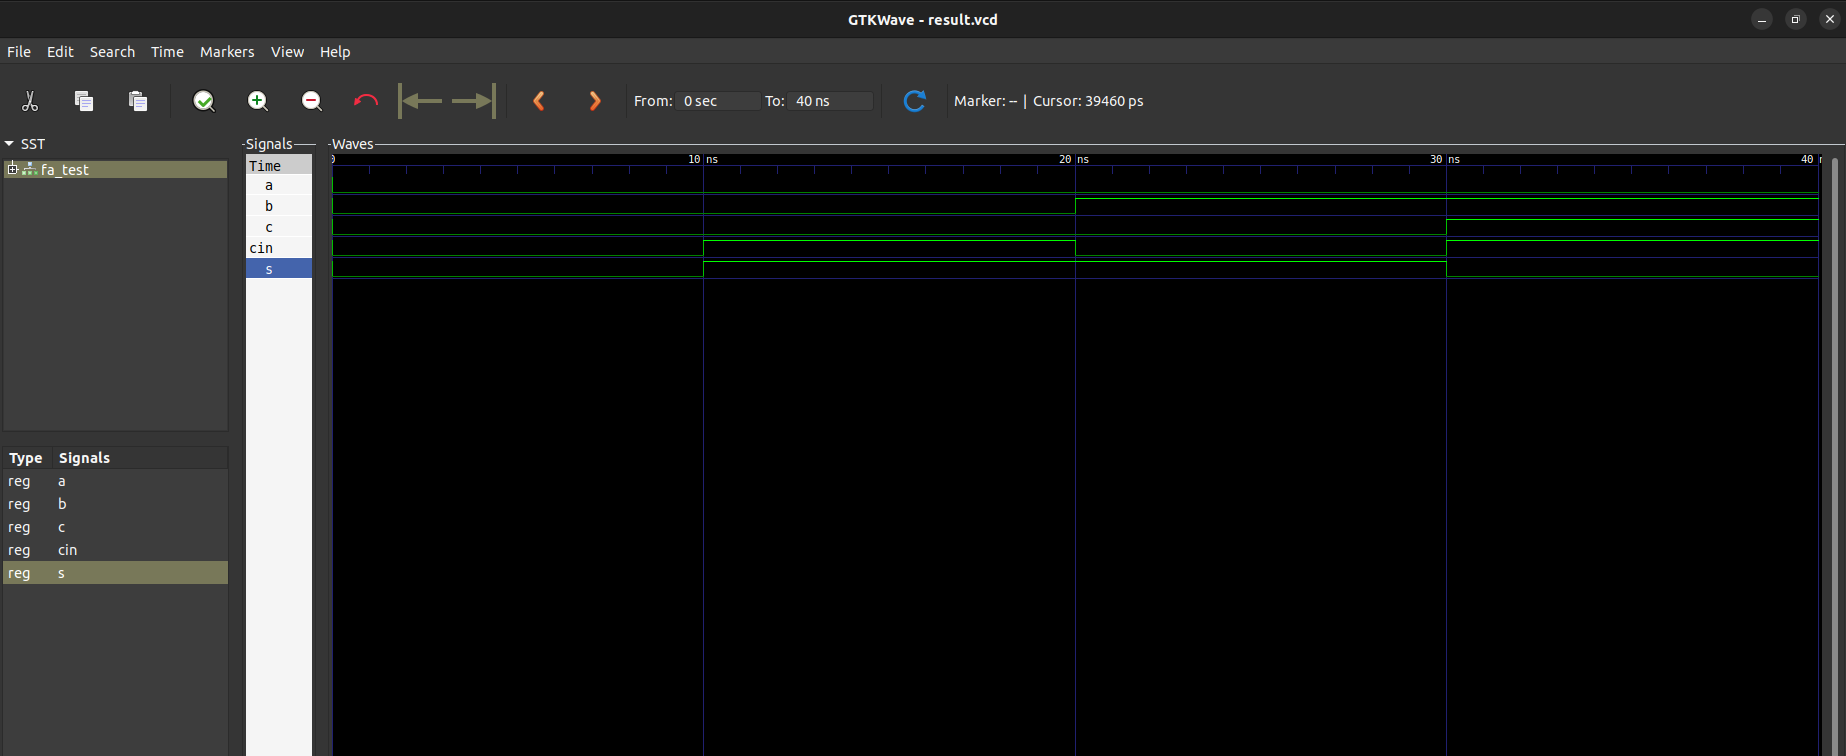 GTKWave - result.vcd
File Edit Search Time Markers View Help
From: 0 sec To: 40 ns Marker: -- | Cursor: 39460 ps
SST
fa_test
Type Signals
reg a
reg b
reg c
reg cin
reg s
Signals
Time
a
b
c
cin
s
Waves
0 10 ns 20 ns 30 ns 40